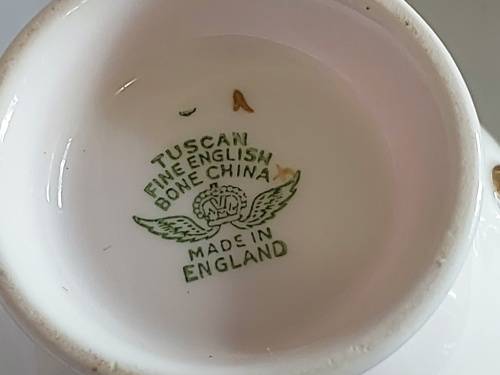 TUSCAN
FINE ENGLISH
BONE CHINA
MADE IN
ENGLAND